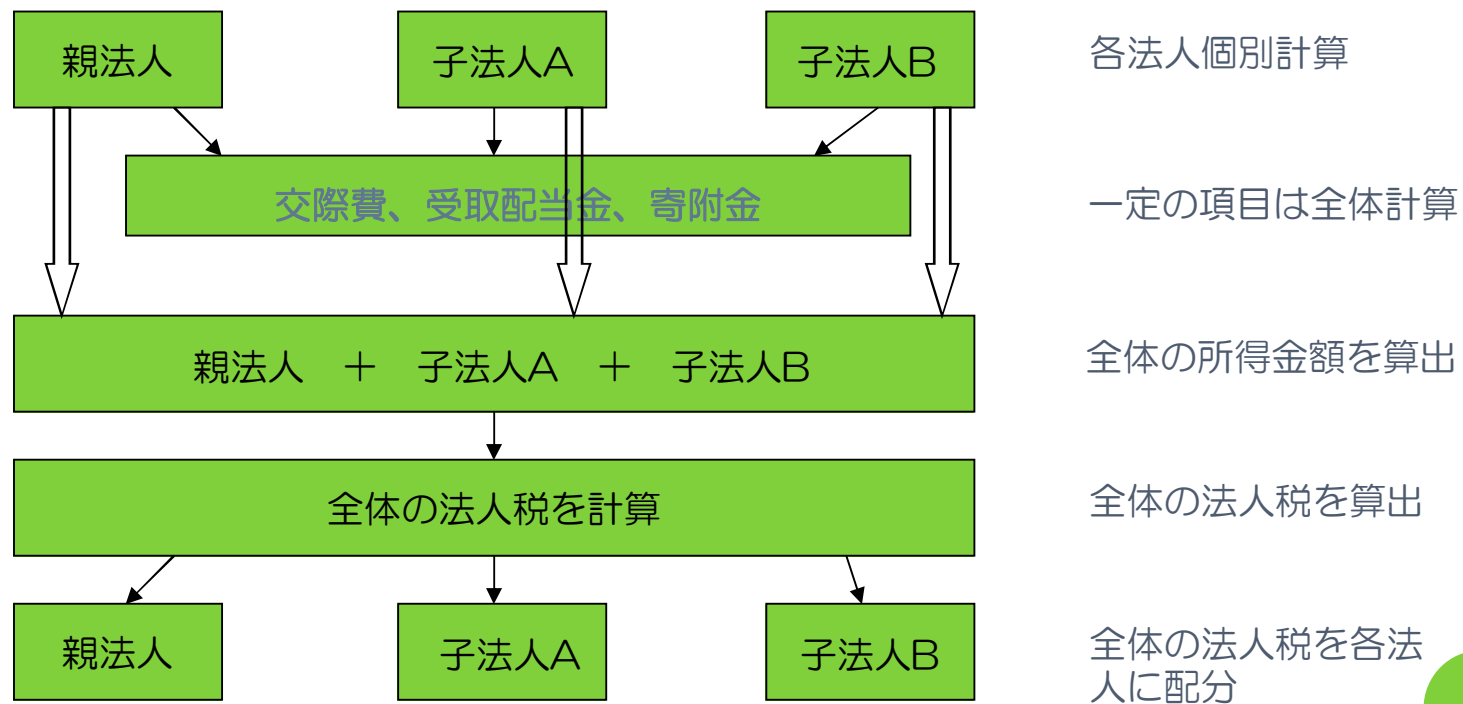 親法人
子法人A
子法人B
各法人個別計算
交際費、受取配当金、寄附金
一定の項目は全体計算
親法人　＋　子法人A　＋　子法人B
全体の所得金額を算出
全体の法人税を計算
全体の法人税を算出
親法人
子法人A
子法人B
全体の法人税を各法
人に配分